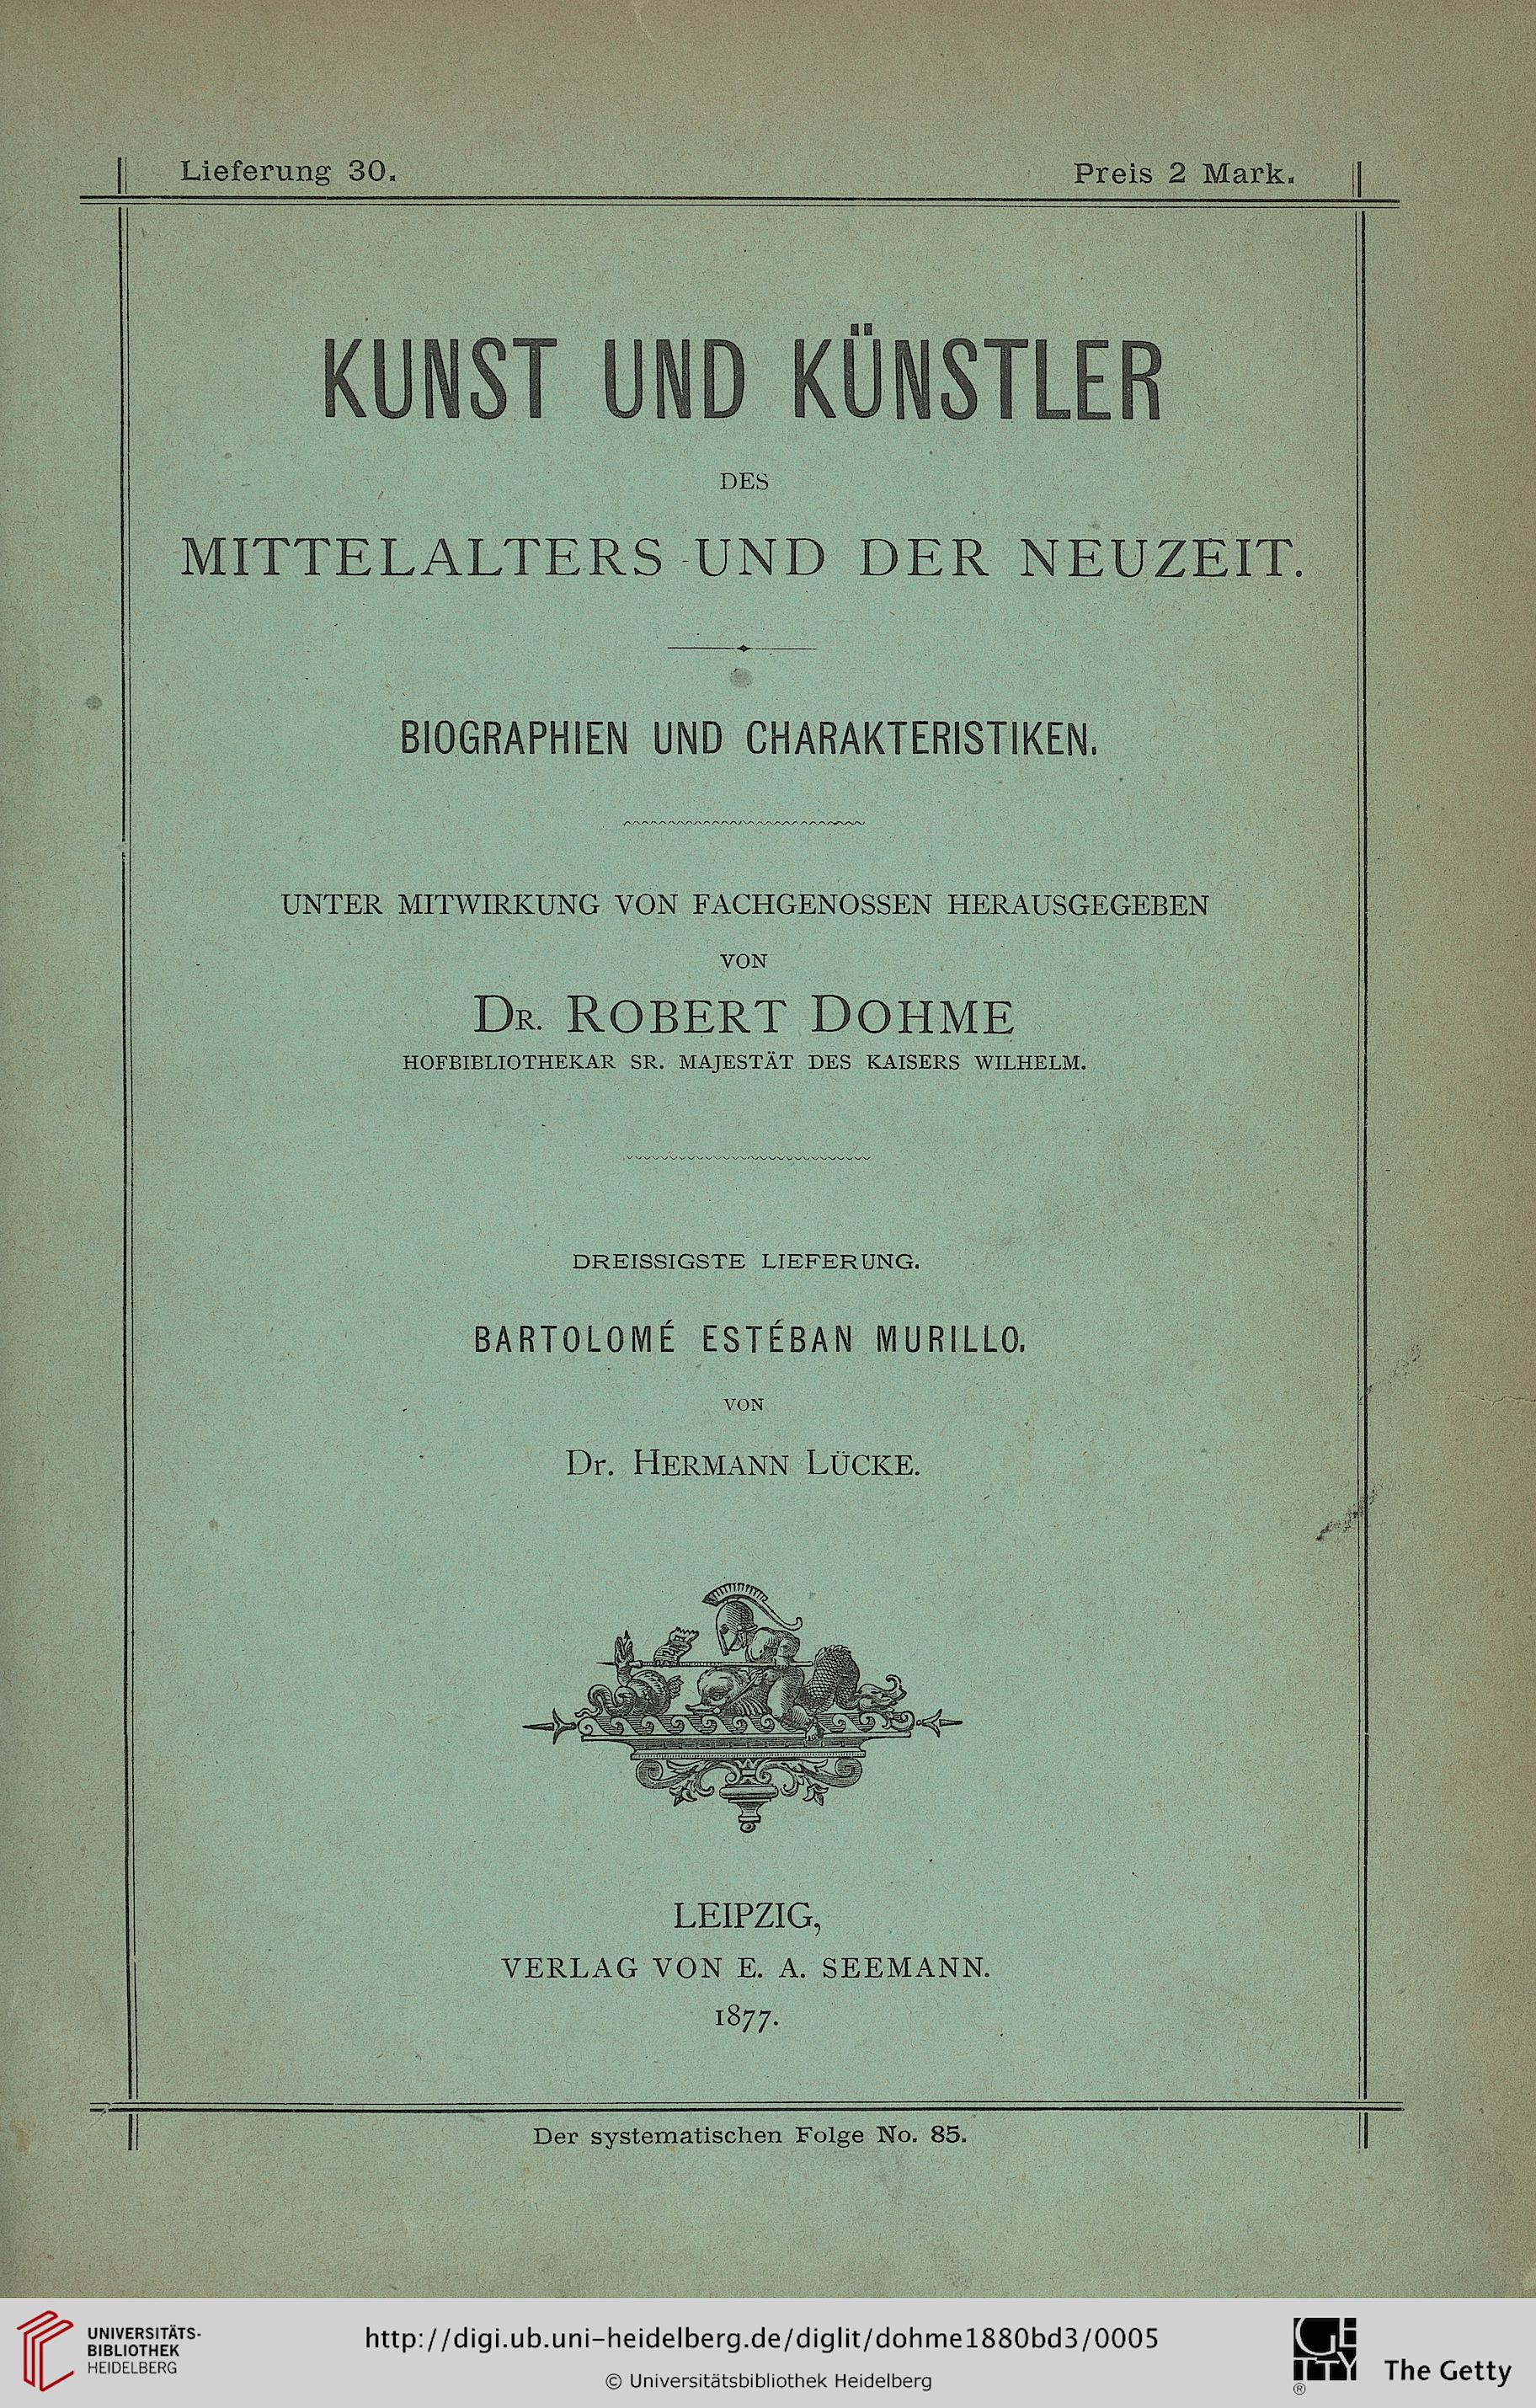 Lieferung 30.
Preis 2 Mark.
KUNST UND KÜNSTLER
DES
MITTELALTERS UND DER NEUZEIT.
BIOGRAPHIEN UND CHARAKTERISTIKEN.
UNTER MITWIRKUNG VON FACHGENOSSEN HERAUSGEGEBEN
VON
DR. ROBERT DOHME
HOFBIBLIOTHEKAR SR. MAJESTÄT DES KAISERS WILHELM.
DREISSIGSTE LIEFERUNG.
BARTOLOMÉ ESTÉBAN MURILLO.
VON
Dr. HERMANN LÜCKE.
LEIPZIG,
VERLAG VON E. A. SEEMANN.
1877.
Der systematischen Folge No. 85.
UNIVERSITÄTS-
BIBLIOTHEK
HEIDELBERG
http://digi.ub.uni-heidelberg.de/diglit/dohme1880bd3/0005
© Universitätsbibliothek Heidelberg
GETTY
®
The Getty